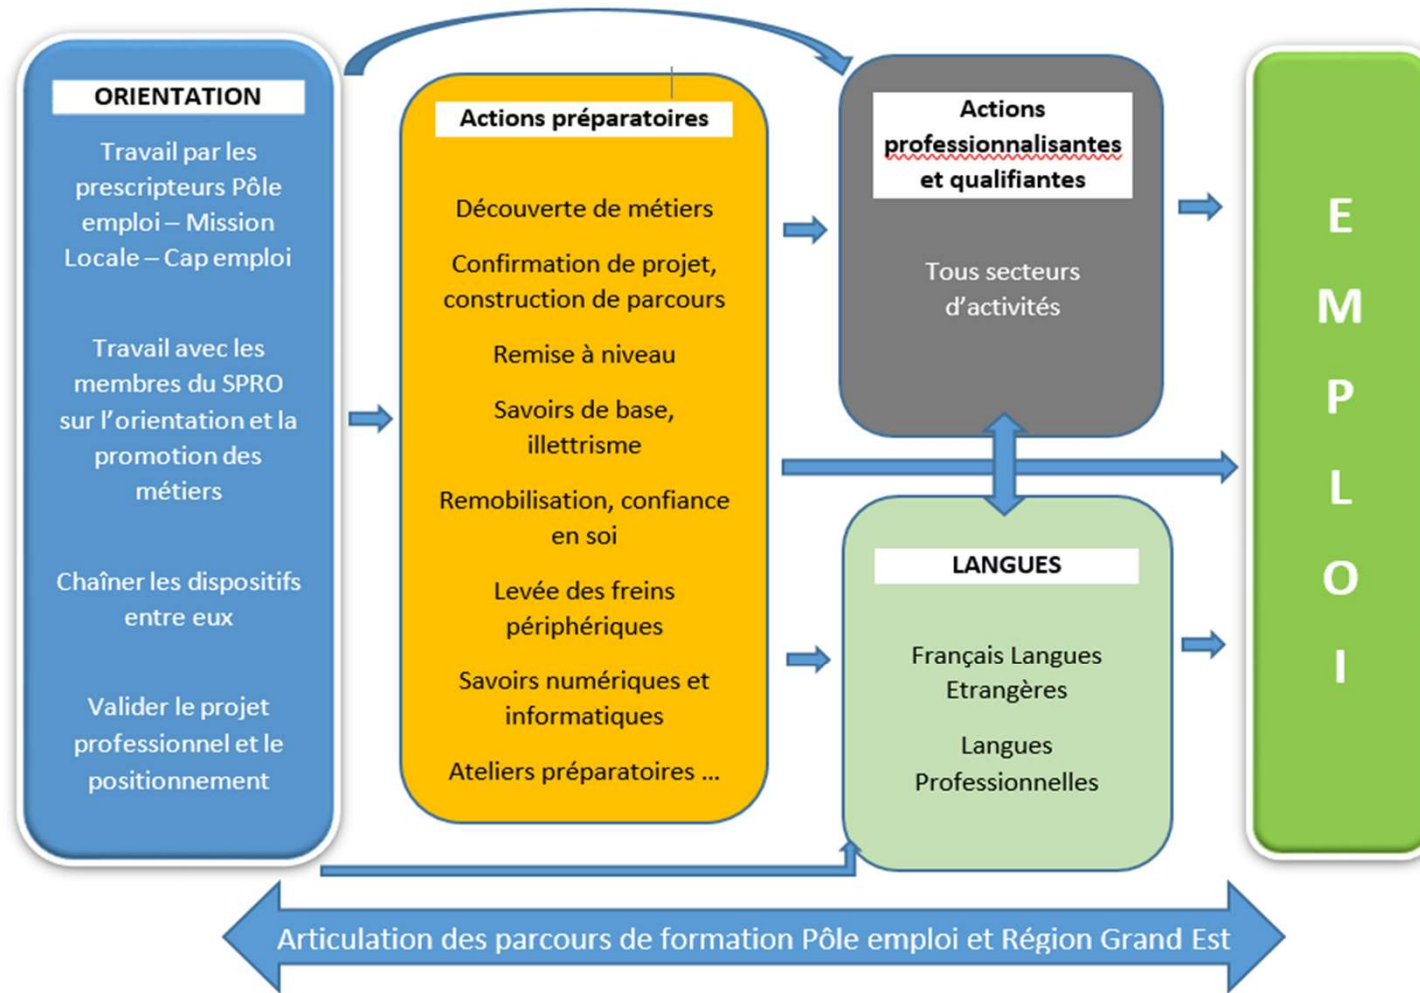 ORIENTATION
Travail par les
prescripteurs Pôle
emploi – Mission
Locale – Cap emploi
Travail avec les
membres du SPRO
sur l’orientation et la
promotion des
métiers
Chaîner les dispositifs
entre eux
Valider le projet
professionnel et le
positionnement
Actions préparatoires
Découverte de métiers
Confirmation de projet,
construction de parcours
Remise à niveau
Savoirs de base,
illettrisme
Remobilisation, confiance
en soi
Levée des freins
périphériques
Savoirs numériques et
informatiques
Ateliers préparatoires ...
Actions
professionnalisantes
et qualifiantes
Tous secteurs
d’activités
LANGUES
Français Langues
Etrangères
Langues
Professionnelles
E
M
P
L
O
I
Articulation des parcours de formation Pôle emploi et Région Grand Est